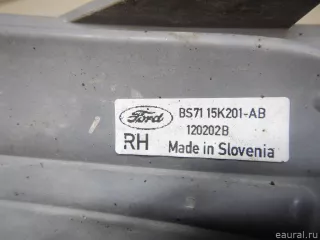 Ford
BS71 15K201-AB
120202B
RH
Made in Slovenia
eaural.ru